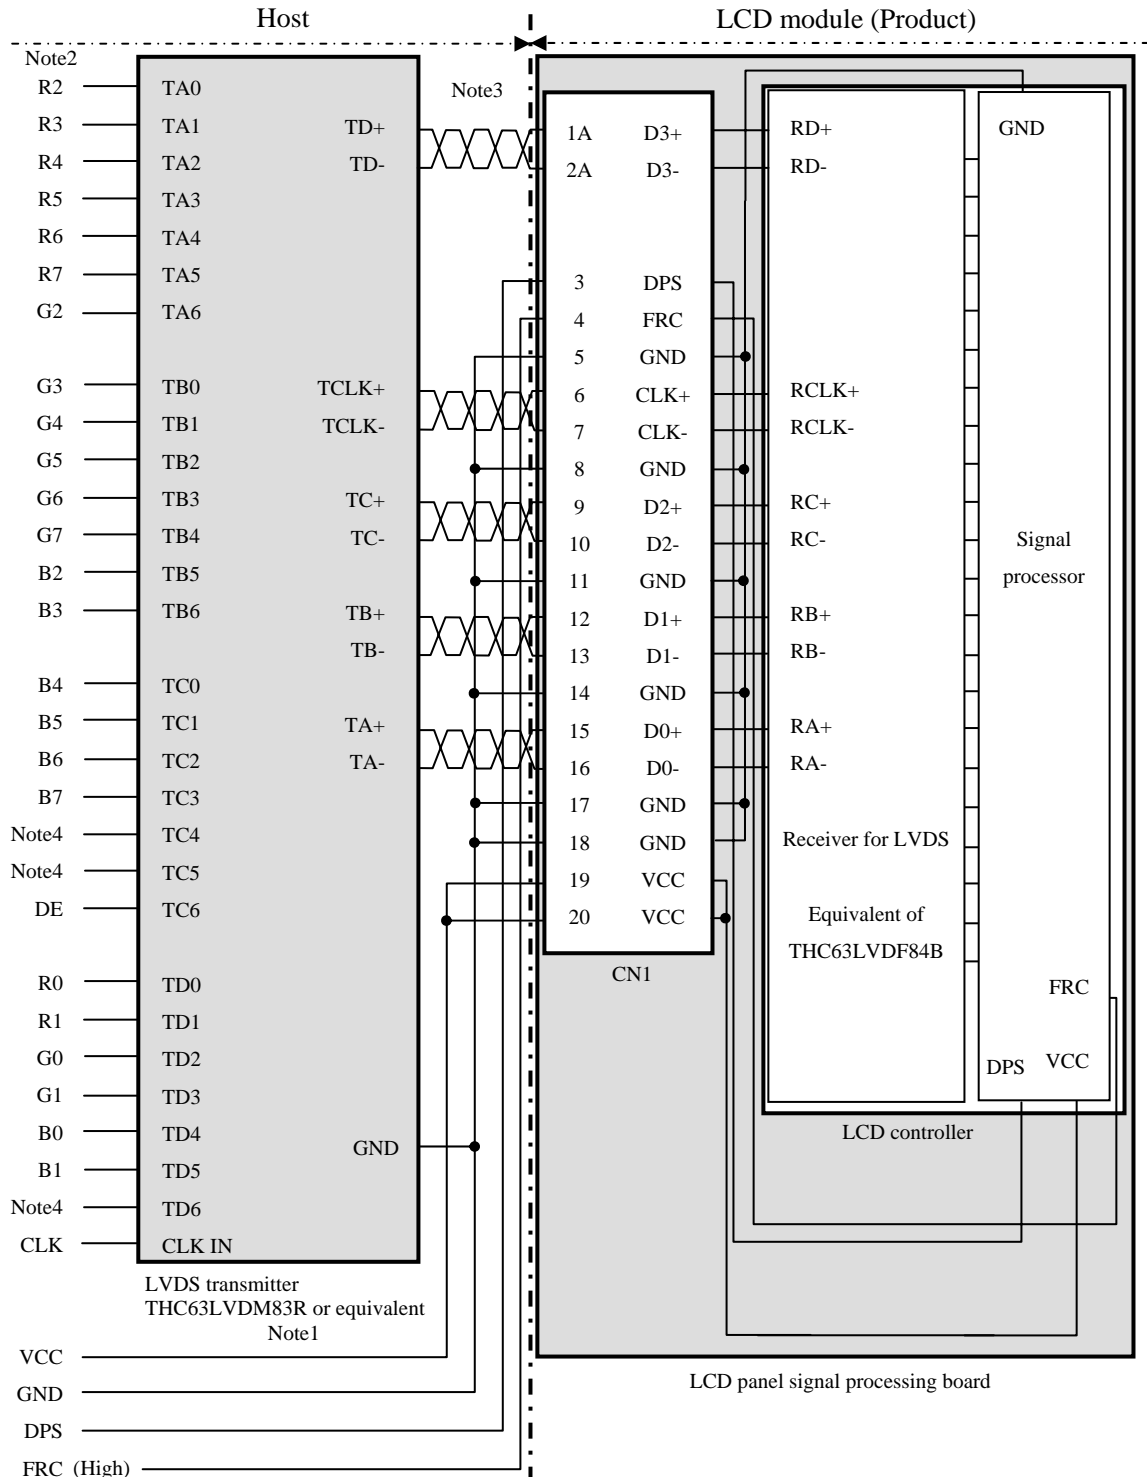 Host
LCD module (Product)
Note2
R2 TA0
R3 TA1
R4 TA2
R5 TA3
R6 TA4
R7 TA5
G2 TA6
G3 TB0
G4 TB1
G5 TB2
G6 TB3
G7 TB4
B2 TB5
B3 TB6
B4 TC0
B5 TC1
B6 TC2
B7 TC3
Note4 TC4
Note4 TC5
DE TC6
R0 TD0
R1 TD1
G0 TD2
G1 TD3
B0 TD4
B1 TD5
Note4 TD6
CLK CLK IN
TD+
TD-
TCLK+
TCLK-
TC+
TC-
TB+
TB-
TA+
TA-
GND
LVDS transmitter
THC63LVDM83R or equivalent
Note1
VCC
GND
DPS
FRC (High)
Note3
1A D3+
2A D3-
3 DPS
4 FRC
5 GND
6 CLK+
7 CLK-
8 GND
9 D2+
10 D2-
11 GND
12 D1+
13 D1-
14 GND
15 D0+
16 D0-
17 GND
18 GND
19 VCC
20 VCC
CN1
RD+
RD-
RCLK+
RCLK-
RC+
RC-
RB+
RB-
RA+
RA-
Receiver for LVDS
Equivalent of
THC63LVDF84B
GND
Signal
processor
FRC
DPS VCC
LCD controller
LCD panel signal processing board